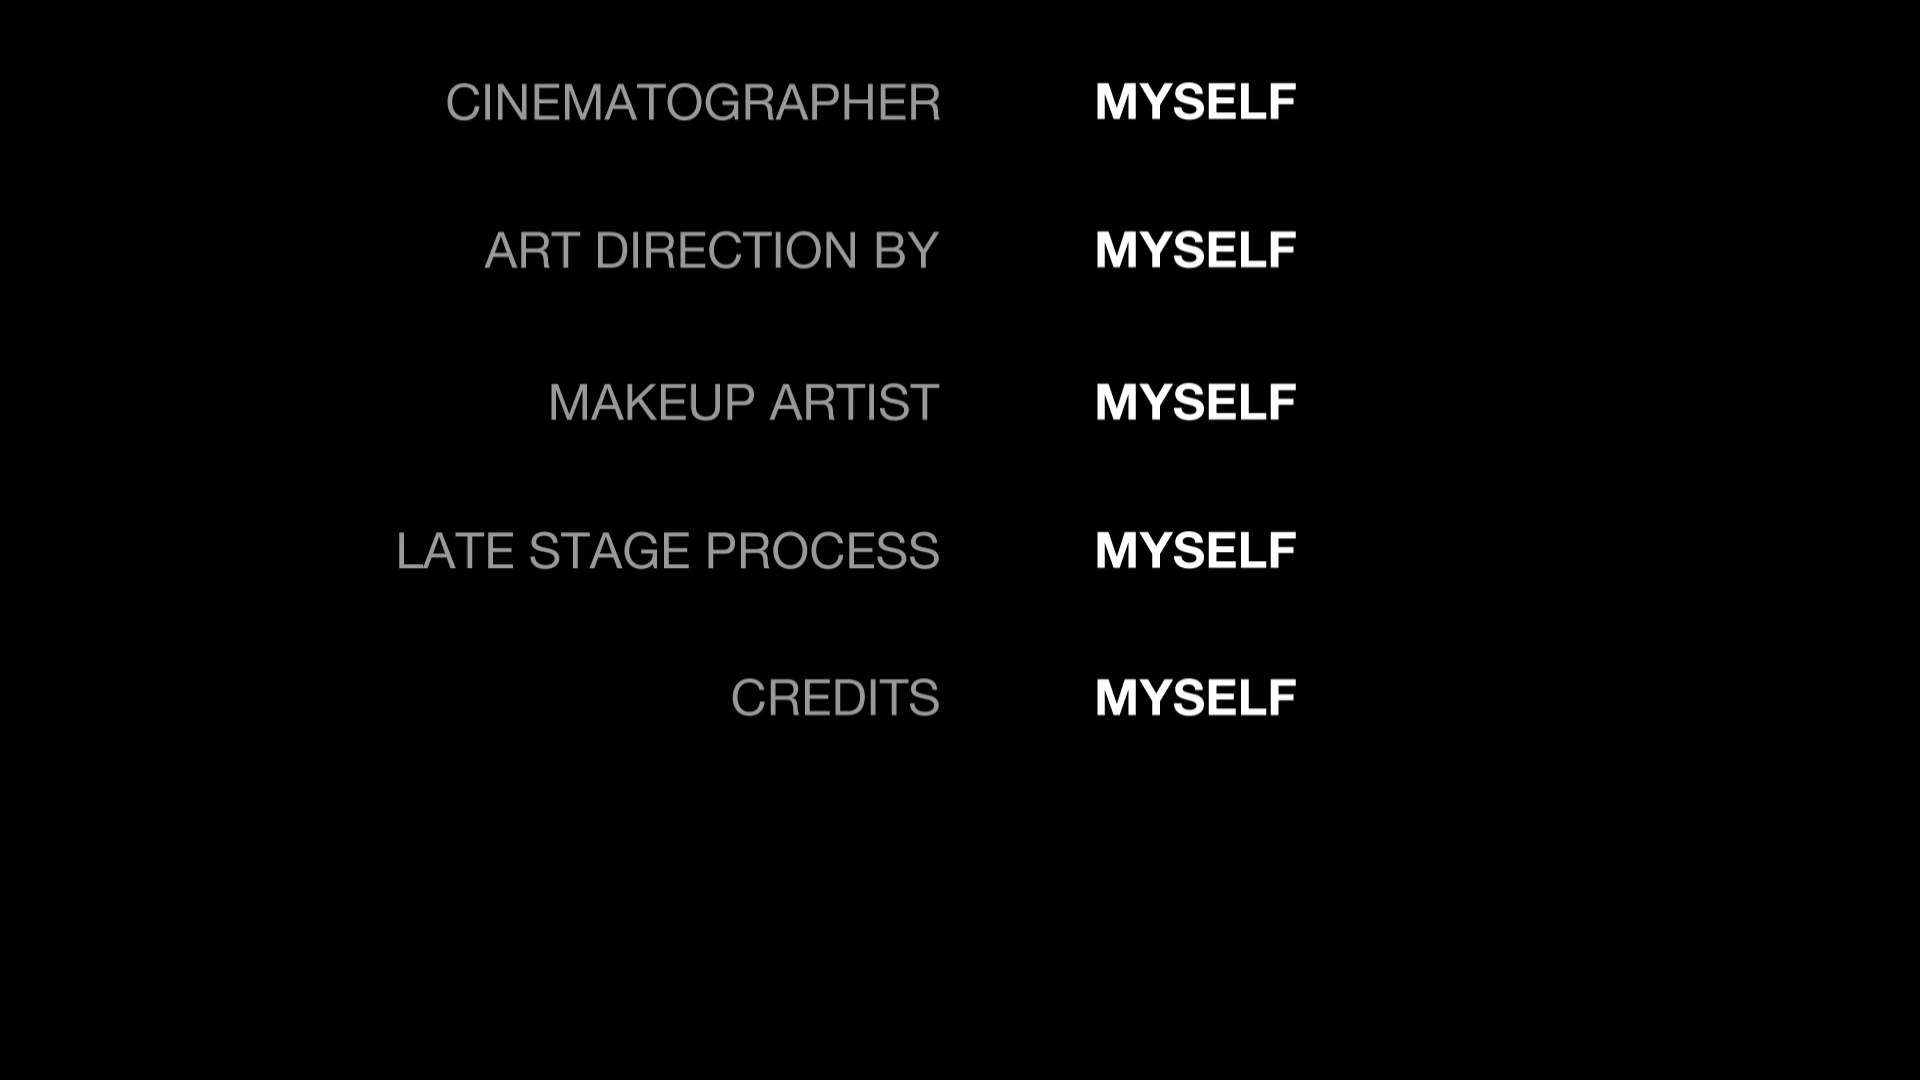 CINEMATOGRAPHER MYSELF
ART DIRECTION BY MYSELF
MAKEUP ARTIST MYSELF
LATE STAGE PROCESS MYSELF
CREDITS MYSELF